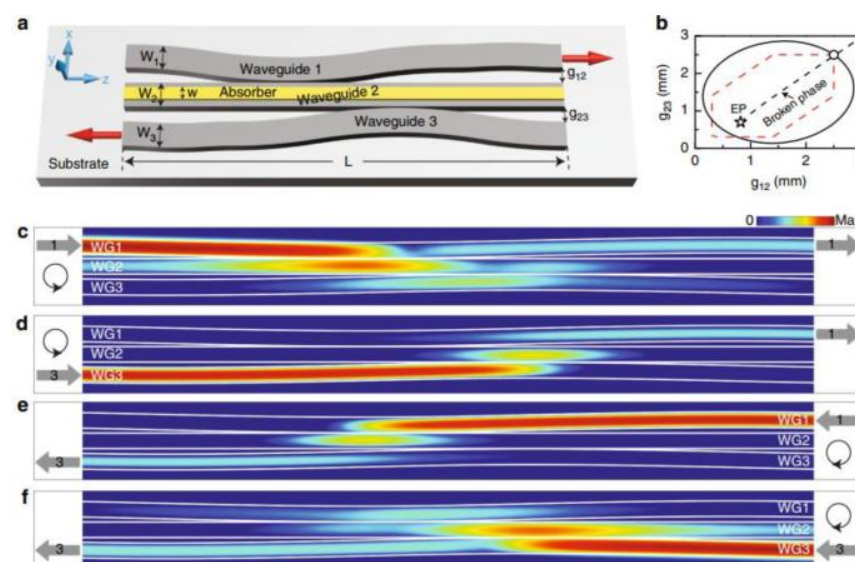 a
b
x
y
z
W₁
Waveguide 1
g₁₂
W₂
w
Absorber
Waveguide 2
g₂₃
W₃
Waveguide 3
Substrate
L
3
2
1
0
g₂₃ (mm)
EP
Broken phase
1
2
g₁₂ (mm)
0
c
1
WG1
WG2
WG3
1
d
WG1
WG2
3
WG3
1
e
WG1
1
WG2
3
WG3
f
WG1
WG2
3
WG3
3